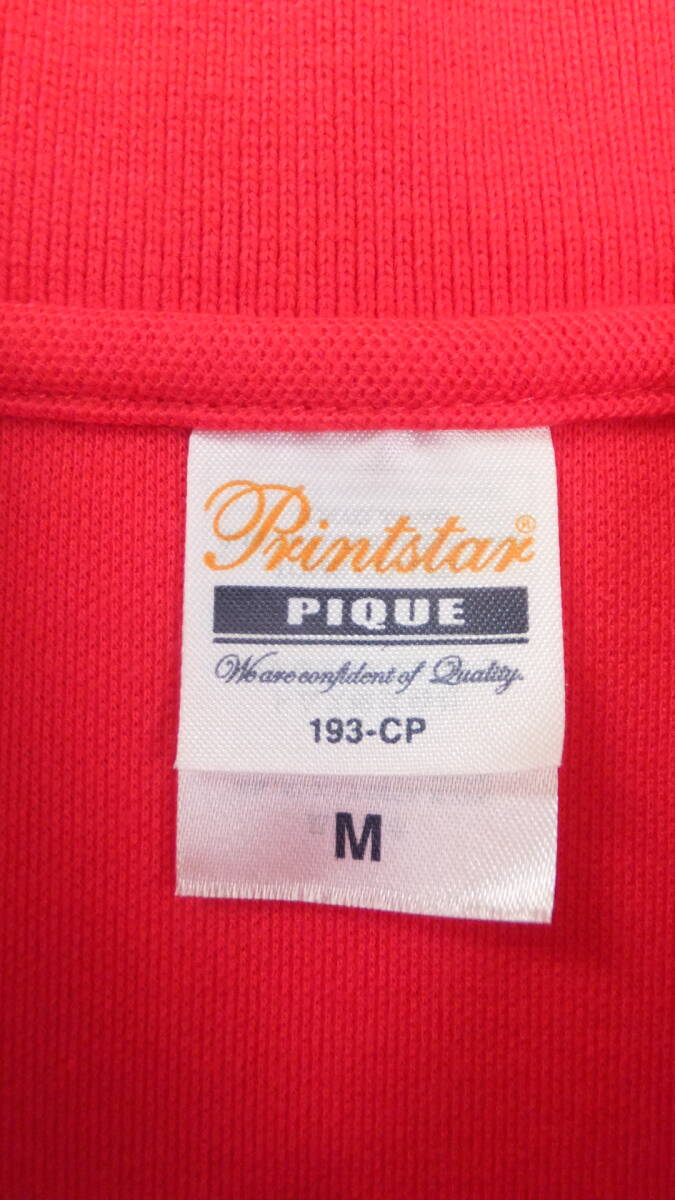 Printstar®
PIQUE
We are confident of Quality.
193-CP
M